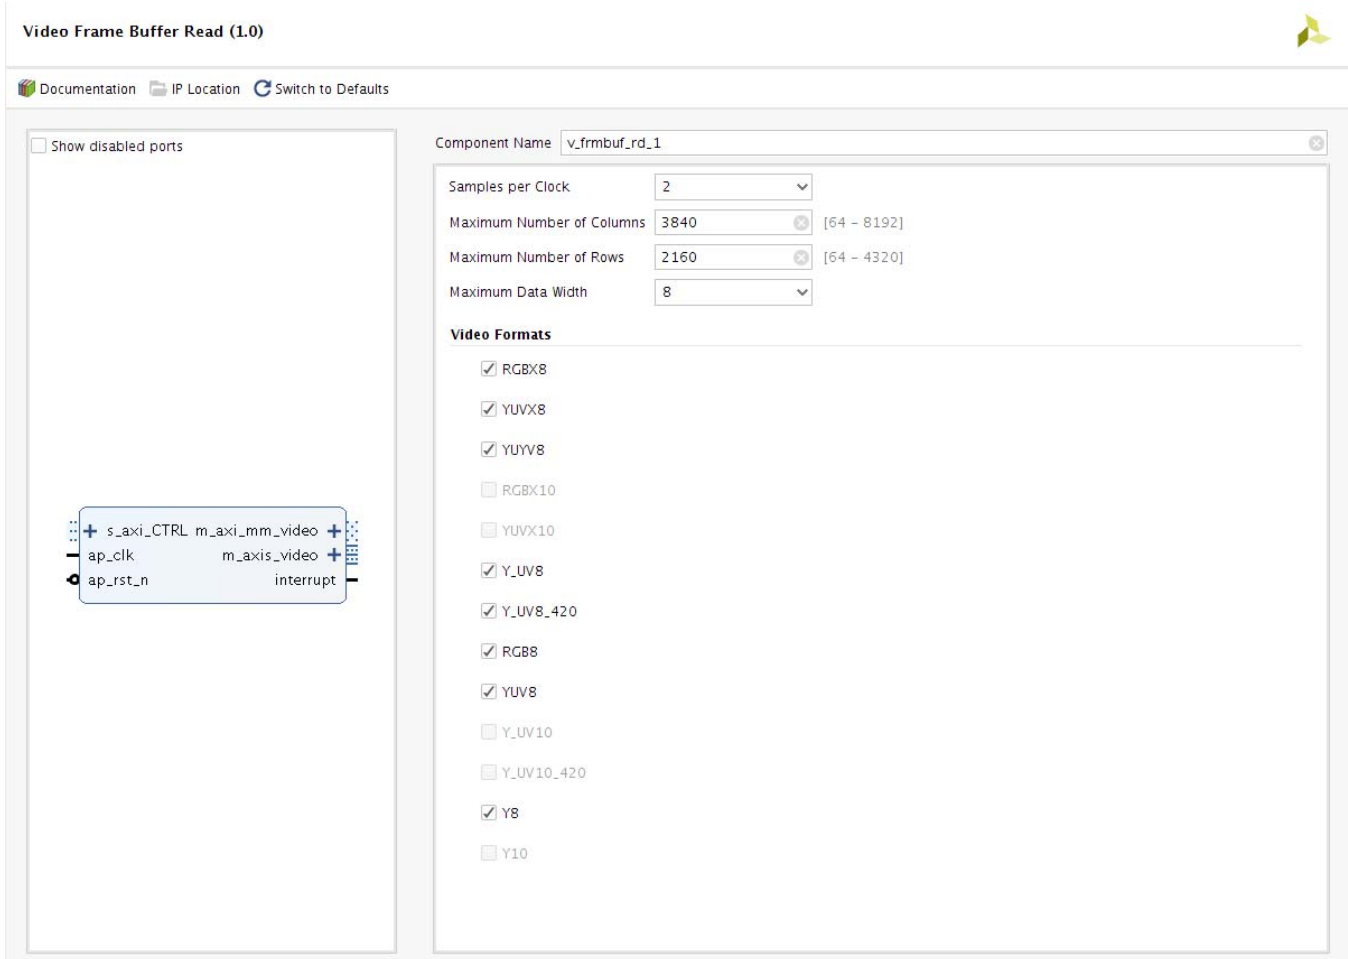 Video Frame Buffer Read (1.0)
Documentation IP Location Switch to Defaults
Show disabled ports
s_axi_CTRL m_axi_mm_video
ap_clk m_axis_video
ap_rst_n interrupt
Component Name v_frmbuf_rd_1
Samples per Clock 2
Maximum Number of Columns 3840 [64 - 8192]
Maximum Number of Rows 2160 [64 - 4320]
Maximum Data Width 8
Video Formats
RGBX8
YUVX8
YUYV8
RGBX10
YUVX10
Y_UV8
Y_UV8_420
RGB8
YUV8
Y_UV10
Y_UV10_420
Y8
Y10